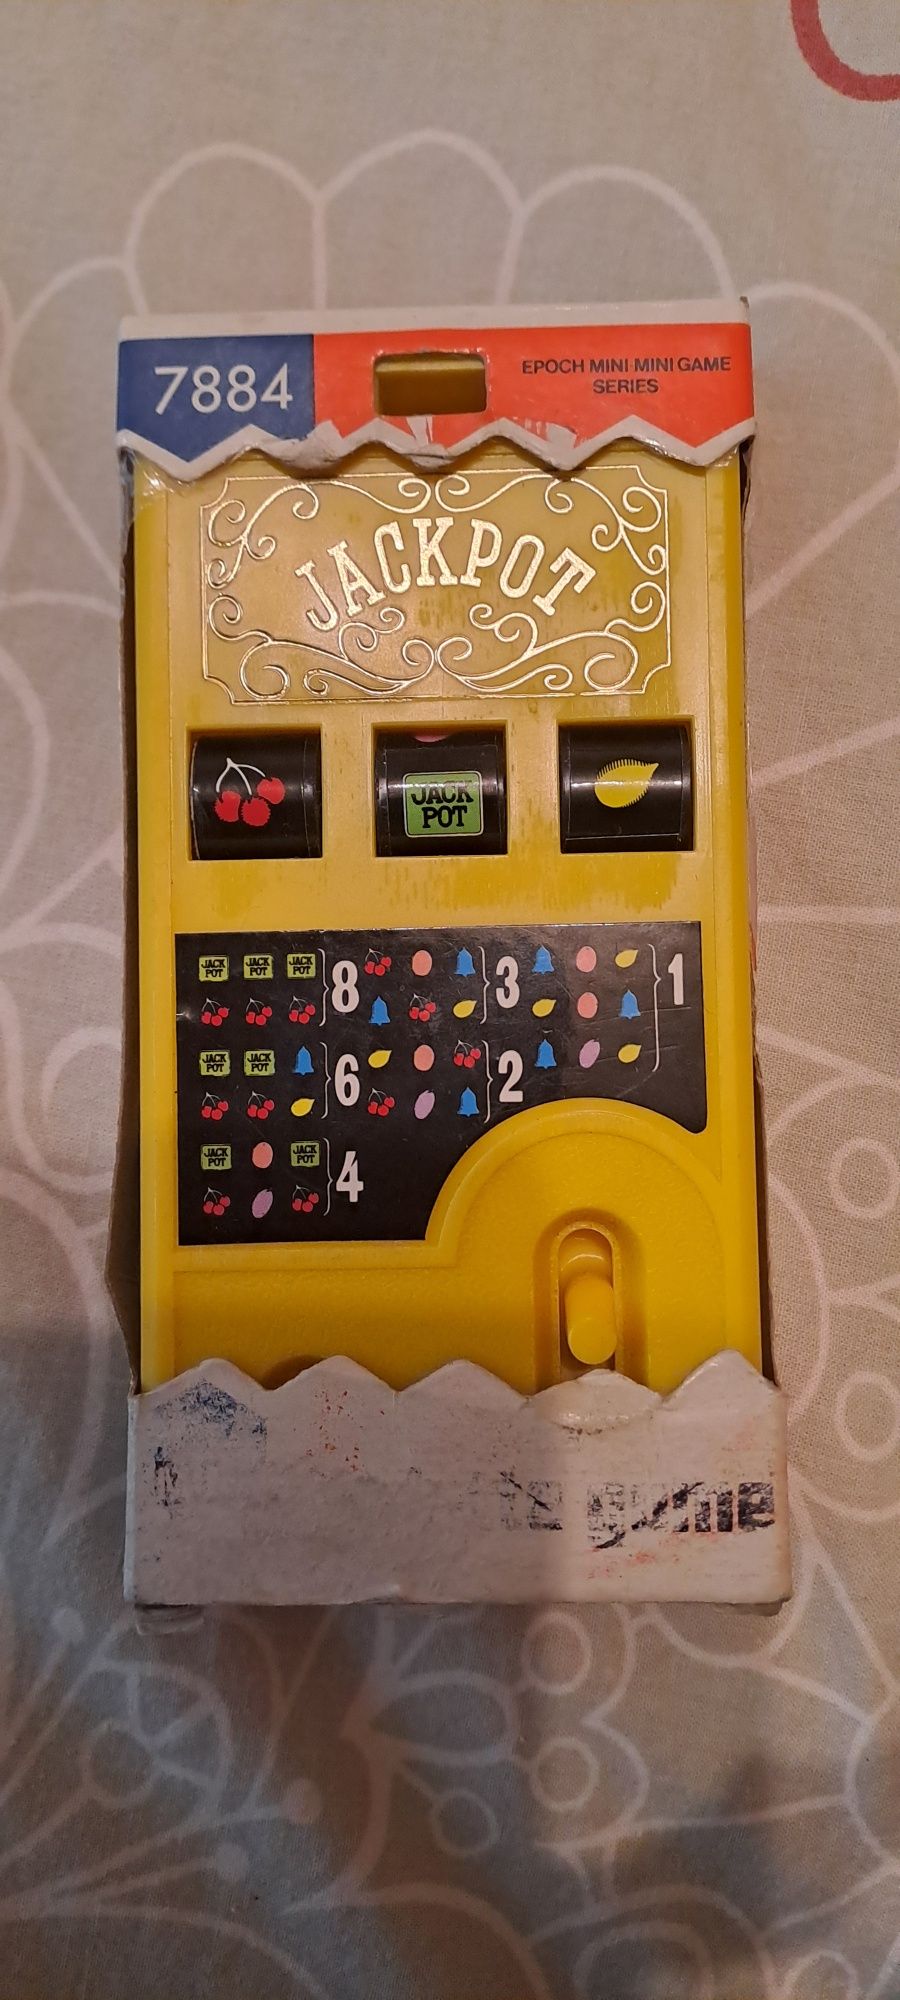 7884
EPOCH MINI-MINI GAME
SERIES
JACKPOT
JACK
POT
JACK POT JACK POT JACK POT 8 3 1
JACK POT JACK POT 6 2
JACK POT JACK POT 4
game